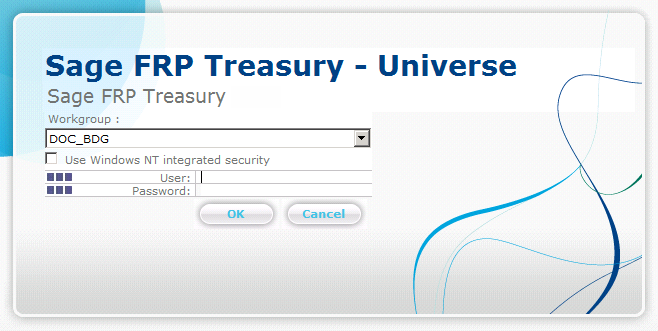 Sage FRP Treasury - Universe
Sage FRP Treasury
Workgroup :
DOC_BDG
Use Windows NT integrated security
User:
Password:
OK Cancel